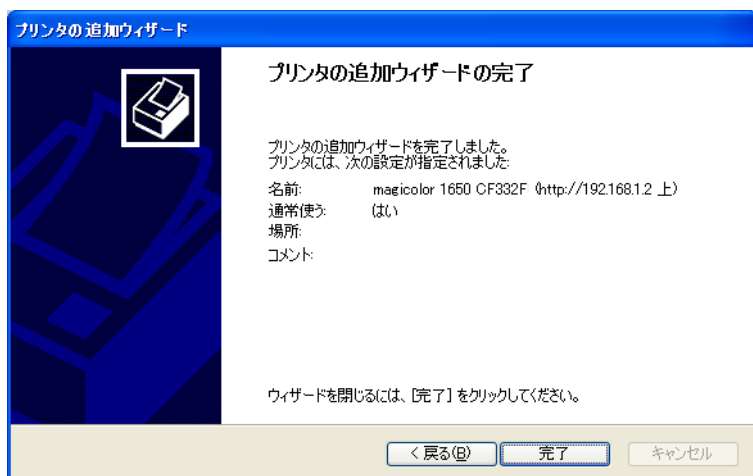 プリンタの追加ウィザード
プリンタの追加ウィザードの完了
プリンタの追加ウィザードを完了しました。
プリンタには、次の設定が指定されました:
名前: magicolor 1650 CF332F (http://192.168.1.2 上)
通常使う: はい
場所:
コメント:
ウィザードを閉じるには、[完了] をクリックしてください。
< 戻る(B) 完了 キャンセル